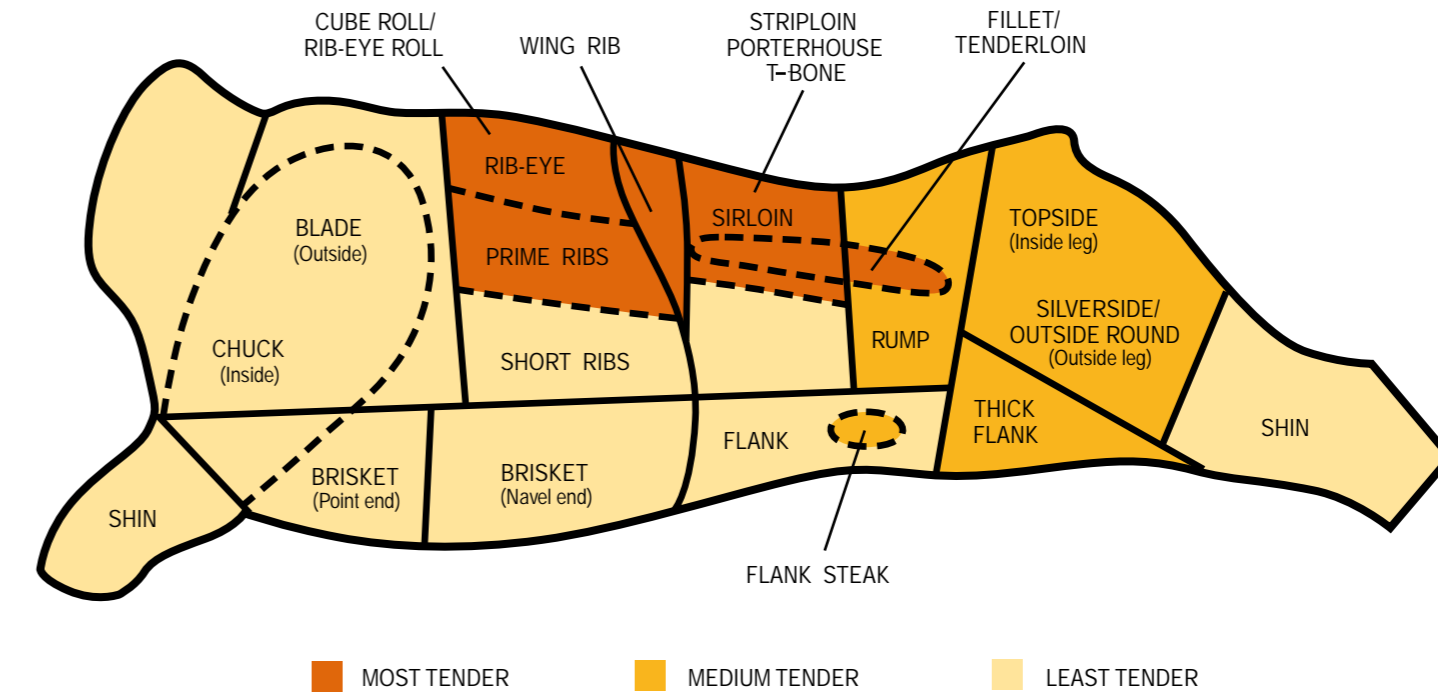 CUBE ROLL/
RIB-EYE ROLL
WING RIB
STRIPLOIN
PORTERHOUSE
T-BONE
FILLET/
TENDERLOIN
RIB-EYE
PRIME RIBS
SIRLOIN
BLADE
(Outside)
TOPSIDE
(Inside leg)
SILVERSIDE/
OUTSIDE ROUND
(Outside leg)
RUMP
CHUCK
(Inside)
SHORT RIBS
THICK
FLANK
SHIN
FLANK
BRISKET
(Point end)
BRISKET
(Navel end)
SHIN
FLANK STEAK
MOST TENDER
MEDIUM TENDER
LEAST TENDER